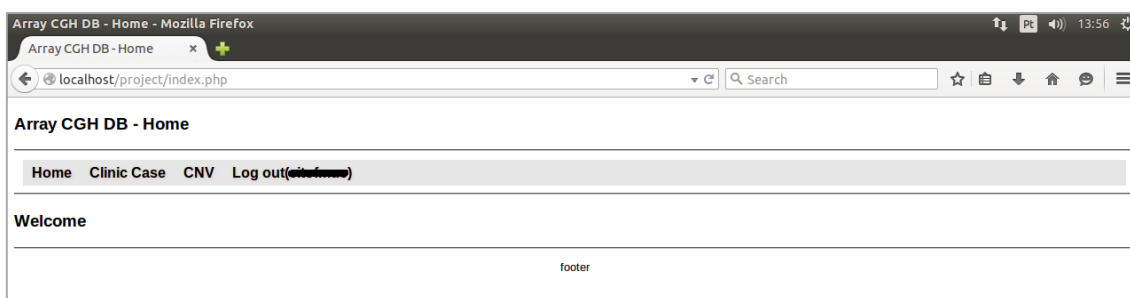 Array CGH DB - Home - Mozilla Firefox Pt 13:56
Array CGH DB - Home × +
localhost/project/index.php Search
Array CGH DB - Home
Home Clinic Case CNV Log out( )
Welcome
footer